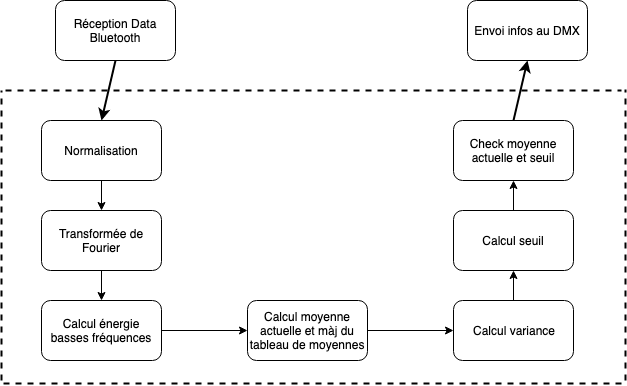 Réception Data
Bluetooth
Envoi infos au DMX
Normalisation
Check moyenne
actuelle et seuil
Transformée de
Fourier
Calcul seuil
Calcul énergie
basses fréquences
Calcul moyenne
actuelle et màj du
tableau de moyennes
Calcul variance